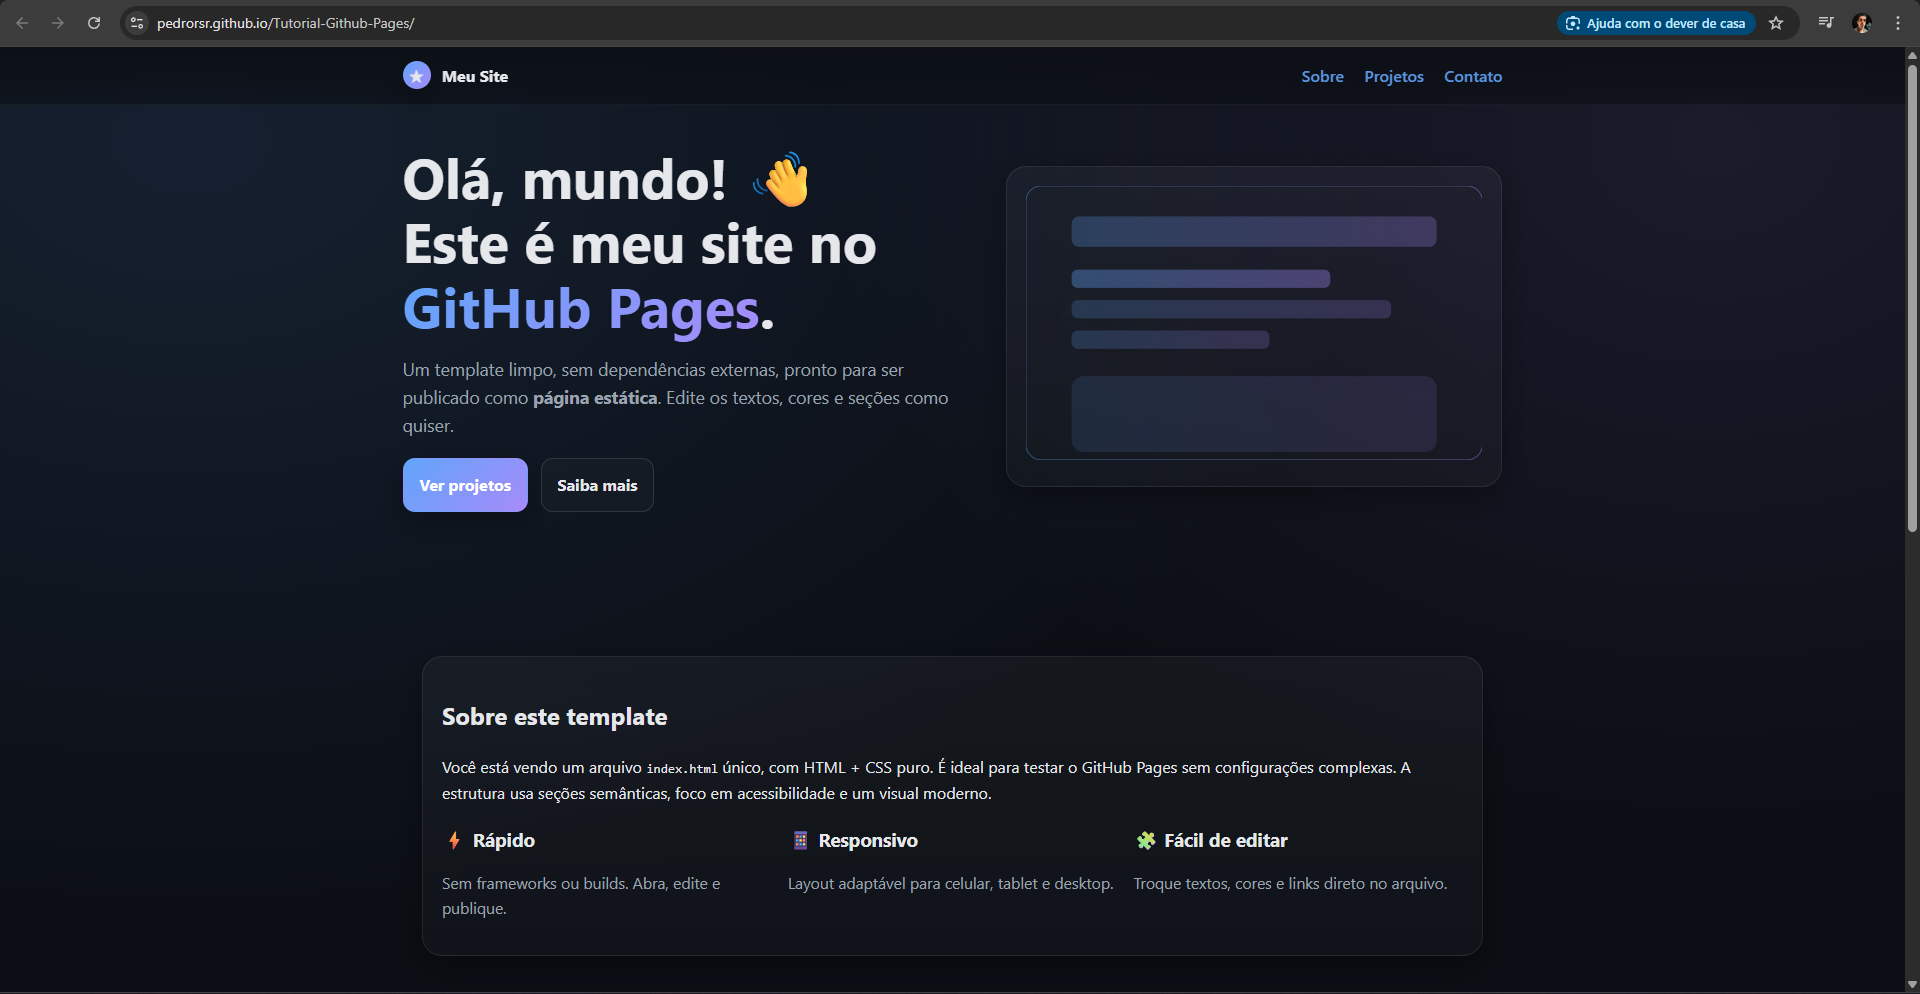 pedrorsr.github.io/Tutorial-Github-Pages/
Ajuda com o dever de casa
Meu Site
Sobre
Projetos
Contato
Olá, mundo! 👋
Este é meu site no
GitHub Pages.
Um template limpo, sem dependências externas, pronto para ser
publicado como página estática. Edite os textos, cores e seções como
quiser.
Ver projetos
Saiba mais
Sobre este template
Você está vendo um arquivo index.html único, com HTML + CSS puro. É ideal para testar o GitHub Pages sem configurações complexas. A
estrutura usa seções semânticas, foco em acessibilidade e um visual moderno.
⚡ Rápido
Sem frameworks ou builds. Abra, edite e
publique.
📱 Responsivo
Layout adaptável para celular, tablet e desktop.
🧩 Fácil de editar
Troque textos, cores e links direto no arquivo.